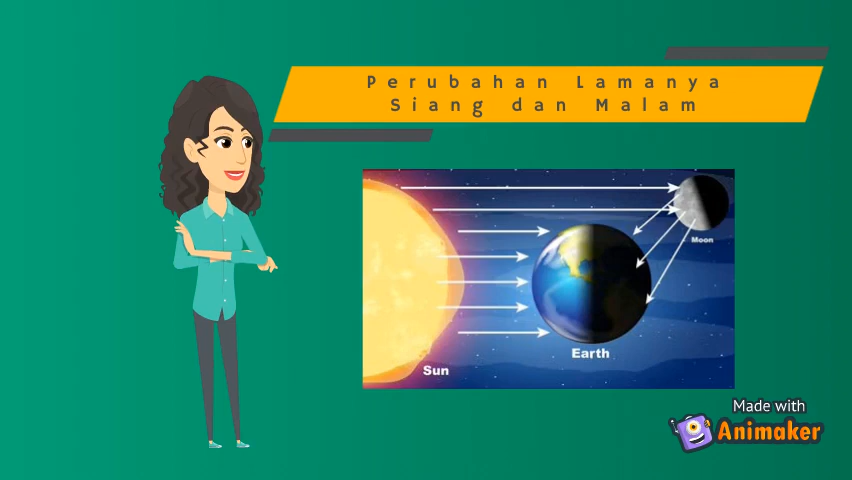 Perubahan Lamanya
Siang dan Malam
Moon
Earth
Sun
Made with
Animaker